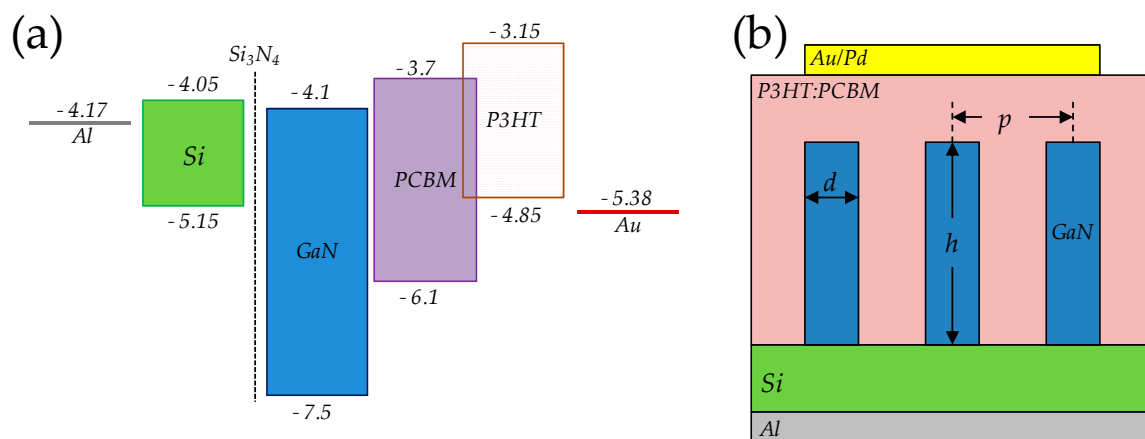 (a)
Si₃N₄
- 4.17
Al
- 4.05
Si
- 5.15
- 4.1
GaN
- 7.5
- 3.7
PCBM
- 6.1
- 3.15
P3HT
- 4.85
- 5.38
Au
(b)
Au/Pd
P3HT:PCBM
p
d
h
GaN
Si
Al